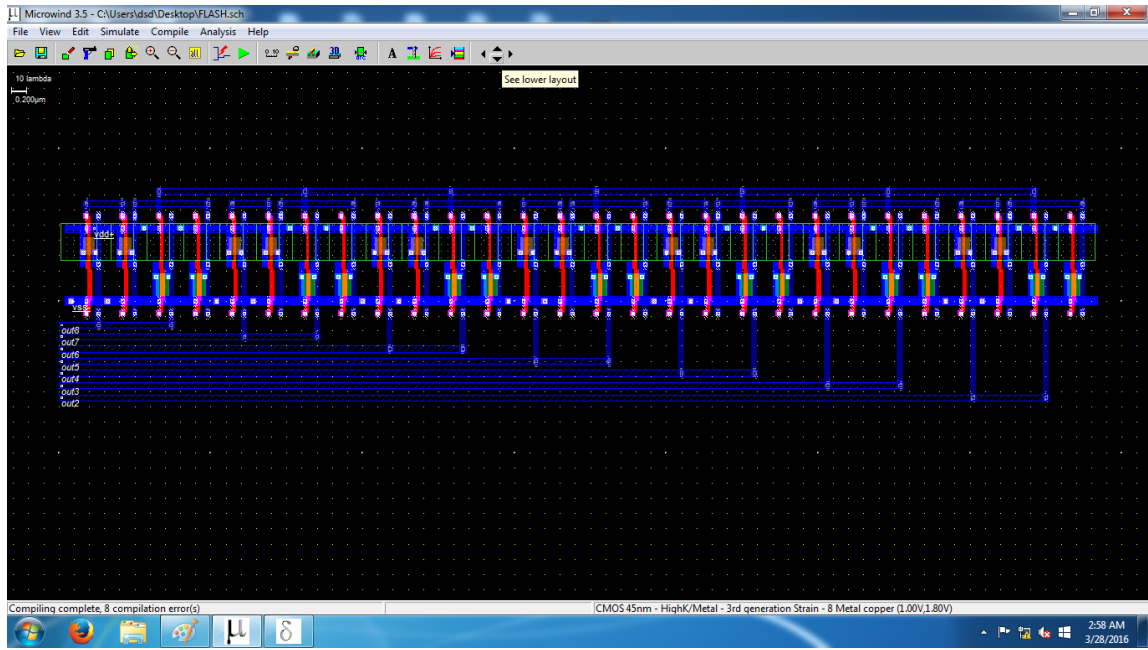 Microwind 3.5 - C:\Users\dsd\Desktop\FLASH.sch
File View Edit Simulate Compile Analysis Help
See lower layout
10 lambda
0.200µm
vdd+
out8
out7
out6
out5
out4
out3
out2
Compiling complete, 8 compilation error(s)
CMOS 45nm - HighK/Metal - 3rd generation Strain - 8 Metal copper (1.00V,1.80V)
2:58 AM
3/28/2016